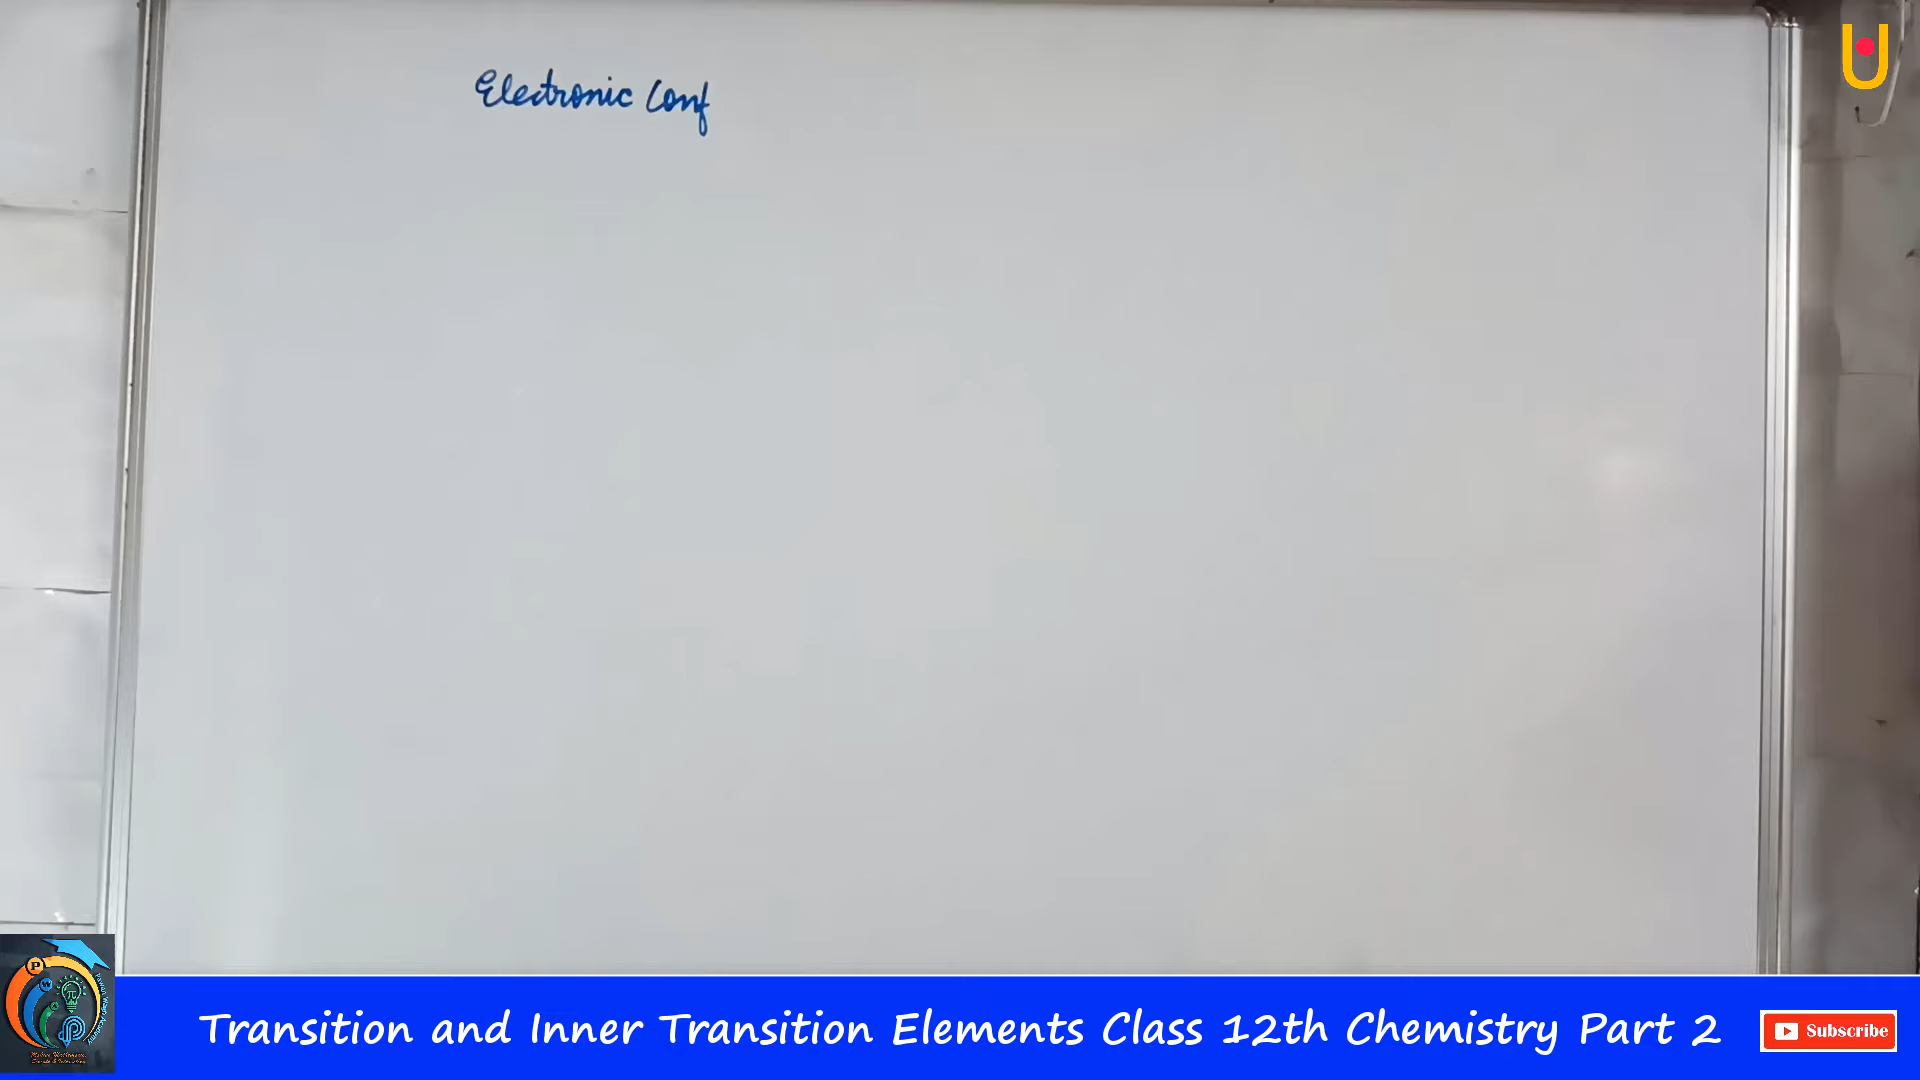 Electronic Conf
Transition and Inner Transition Elements Class 12th Chemistry Part 2
Subscribe